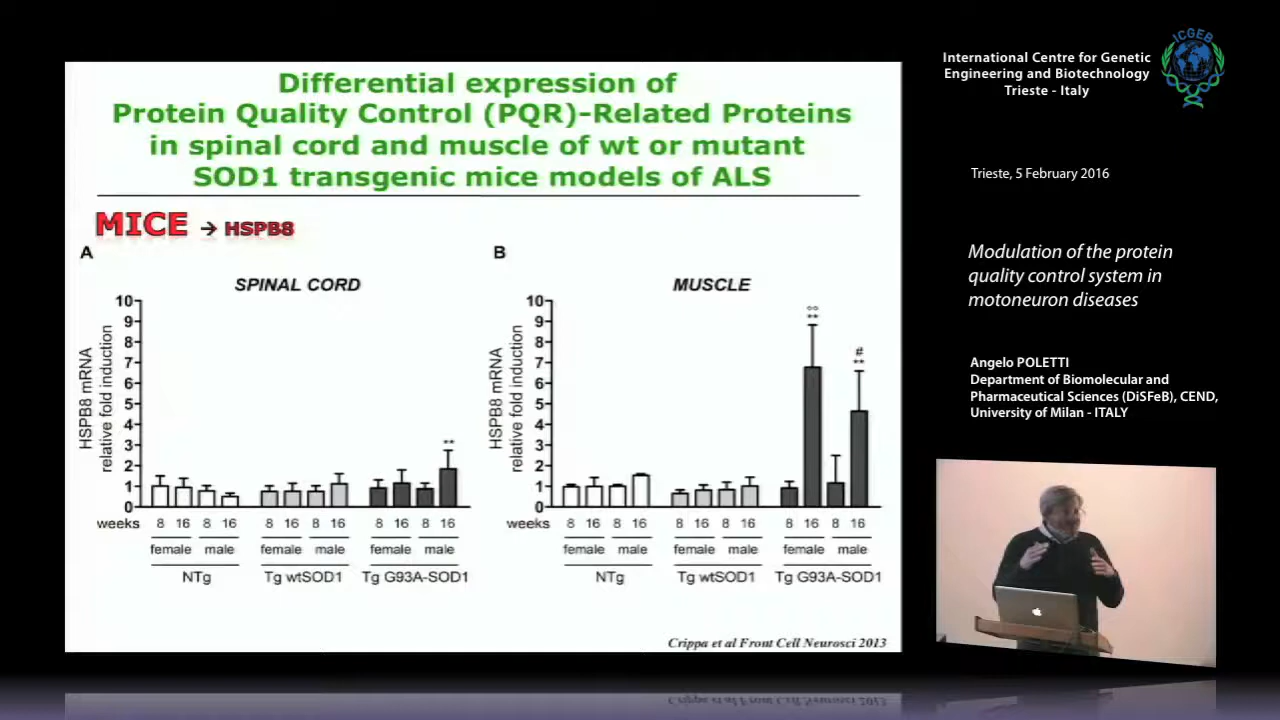 Differential expression of
Protein Quality Control (PQR)-Related Proteins
in spinal cord and muscle of wt or mutant
SOD1 transgenic mice models of ALS
MICE → HSPB8
A
SPINAL CORD
HSPB8 mRNA
relative fold induction
10
9
8
7
6
5
4
3
2
1
0
**
weeks 8 16 8 16 8 16 8 16 8 16 8 16
female male female male female male
NTg Tg wtSOD1 Tg G93A-SOD1
B
MUSCLE
HSPB8 mRNA
relative fold induction
10
9
8
7
6
5
4
3
2
1
0
°°
**
#
**
weeks 8 16 8 16 8 16 8 16 8 16 8 16
female male female male female male
NTg Tg wtSOD1 Tg G93A-SOD1
Crippa et al Front Cell Neurosci 2013
International Centre for Genetic
Engineering and Biotechnology
Trieste - Italy
ICGEB
Trieste, 5 February 2016
Modulation of the protein
quality control system in
motoneuron diseases
Angelo POLETTI
Department of Biomolecular and
Pharmaceutical Sciences (DiSFeB), CEND,
University of Milan - ITALY